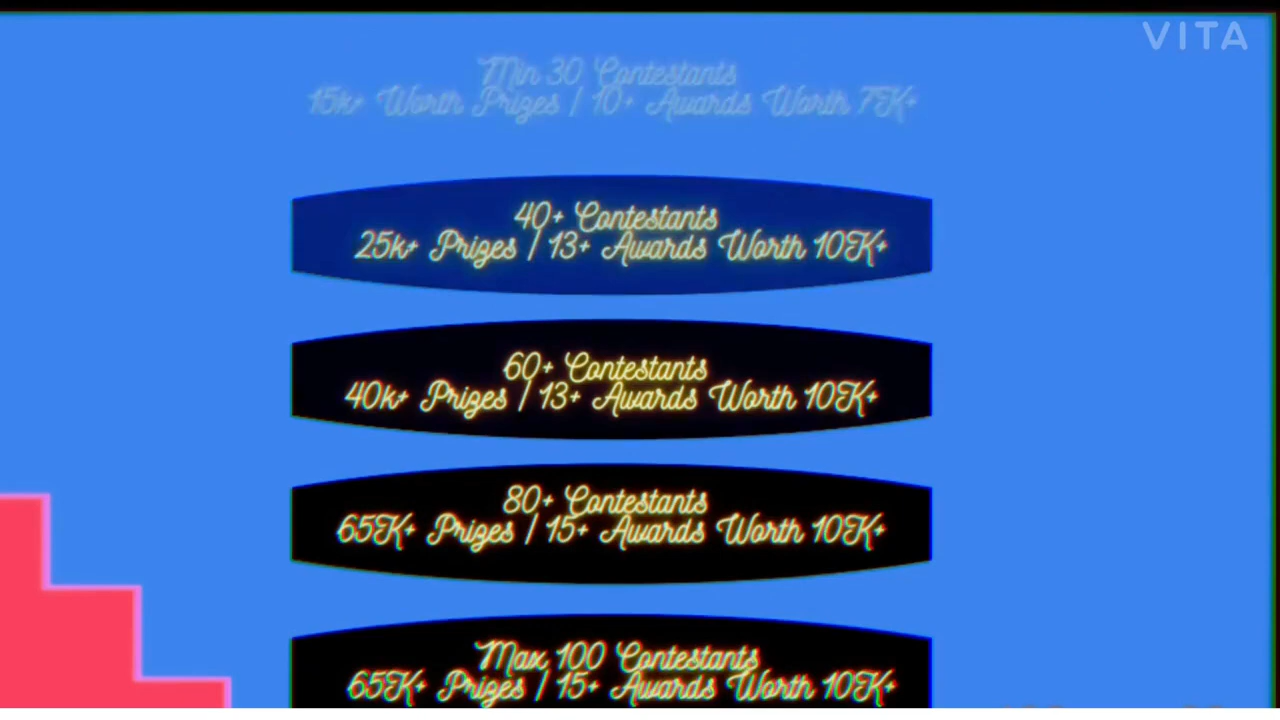 VITA
Min 30 Contestants
15k+ Worth Prizes / 10+ Awards Worth 7K+
40+ Contestants
25k+ Prizes / 13+ Awards Worth 10K+
60+ Contestants
40k+ Prizes / 13+ Awards Worth 10K+
80+ Contestants
65K+ Prizes / 15+ Awards Worth 10K+
Max 100 Contestants
65K+ Prizes / 15+ Awards Worth 10K+